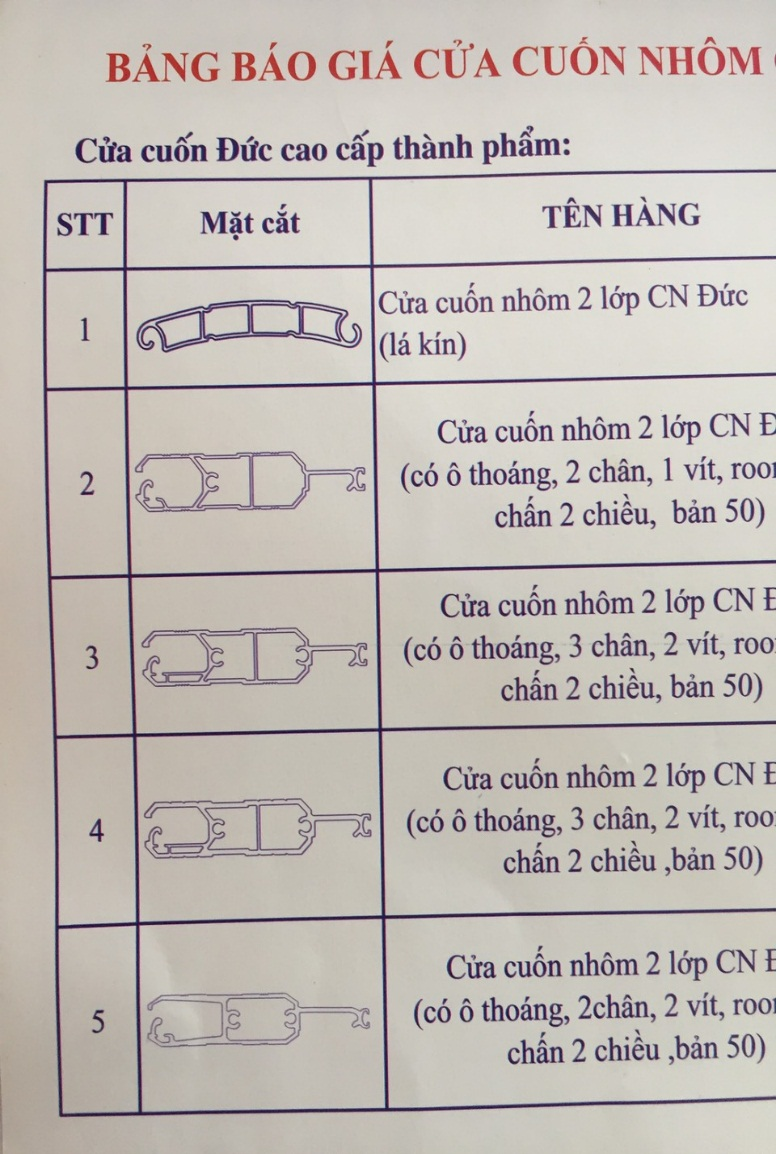 BẢNG BÁO GIÁ CỬA CUỐN NHÔM
Cửa cuốn Đức cao cấp thành phẩm:
STT Mặt cắt TÊN HÀNG
1 Cửa cuốn nhôm 2 lớp CN Đức
(lá kín)
2 Cửa cuốn nhôm 2 lớp CN
(có ô thoáng, 2 chân, 1 vít,
chấn 2 chiều, bản 50)
3 Cửa cuốn nhôm 2 lớp CN
(có ô thoáng, 3 chân, 2 vít,
chấn 2 chiều, bản 50)
4 Cửa cuốn nhôm 2 lớp CN
(có ô thoáng, 3 chân, 2 vít,
chấn 2 chiều ,bản 50)
5 Cửa cuốn nhôm 2 lớp CN
(có ô thoáng, 2chân, 2 vít,
chấn 2 chiều ,bản 50)